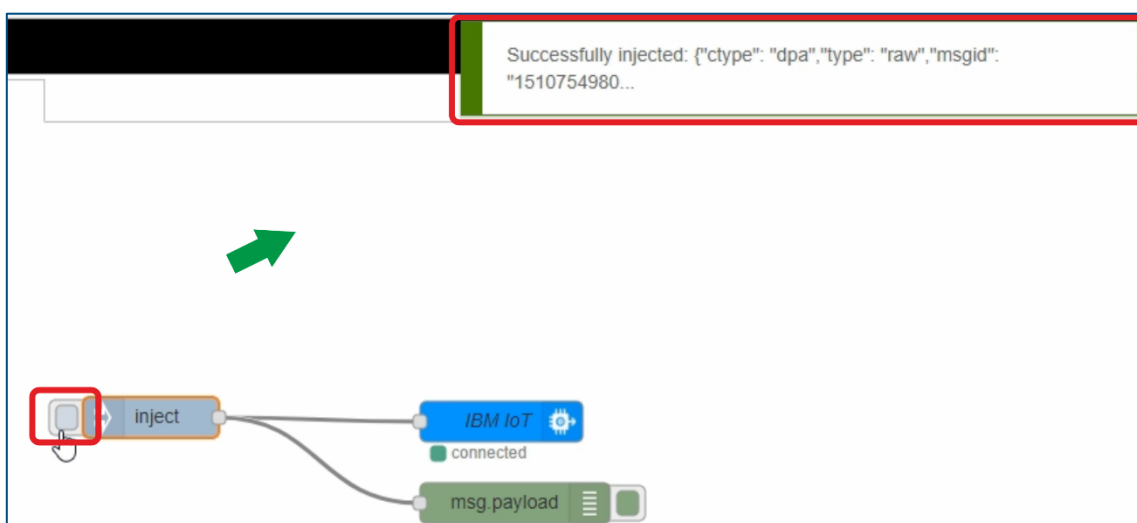 Successfully injected: {"ctype": "dpa","type": "raw","msgid":
"1510754980...
inject
IBM IoT
connected
msg.payload